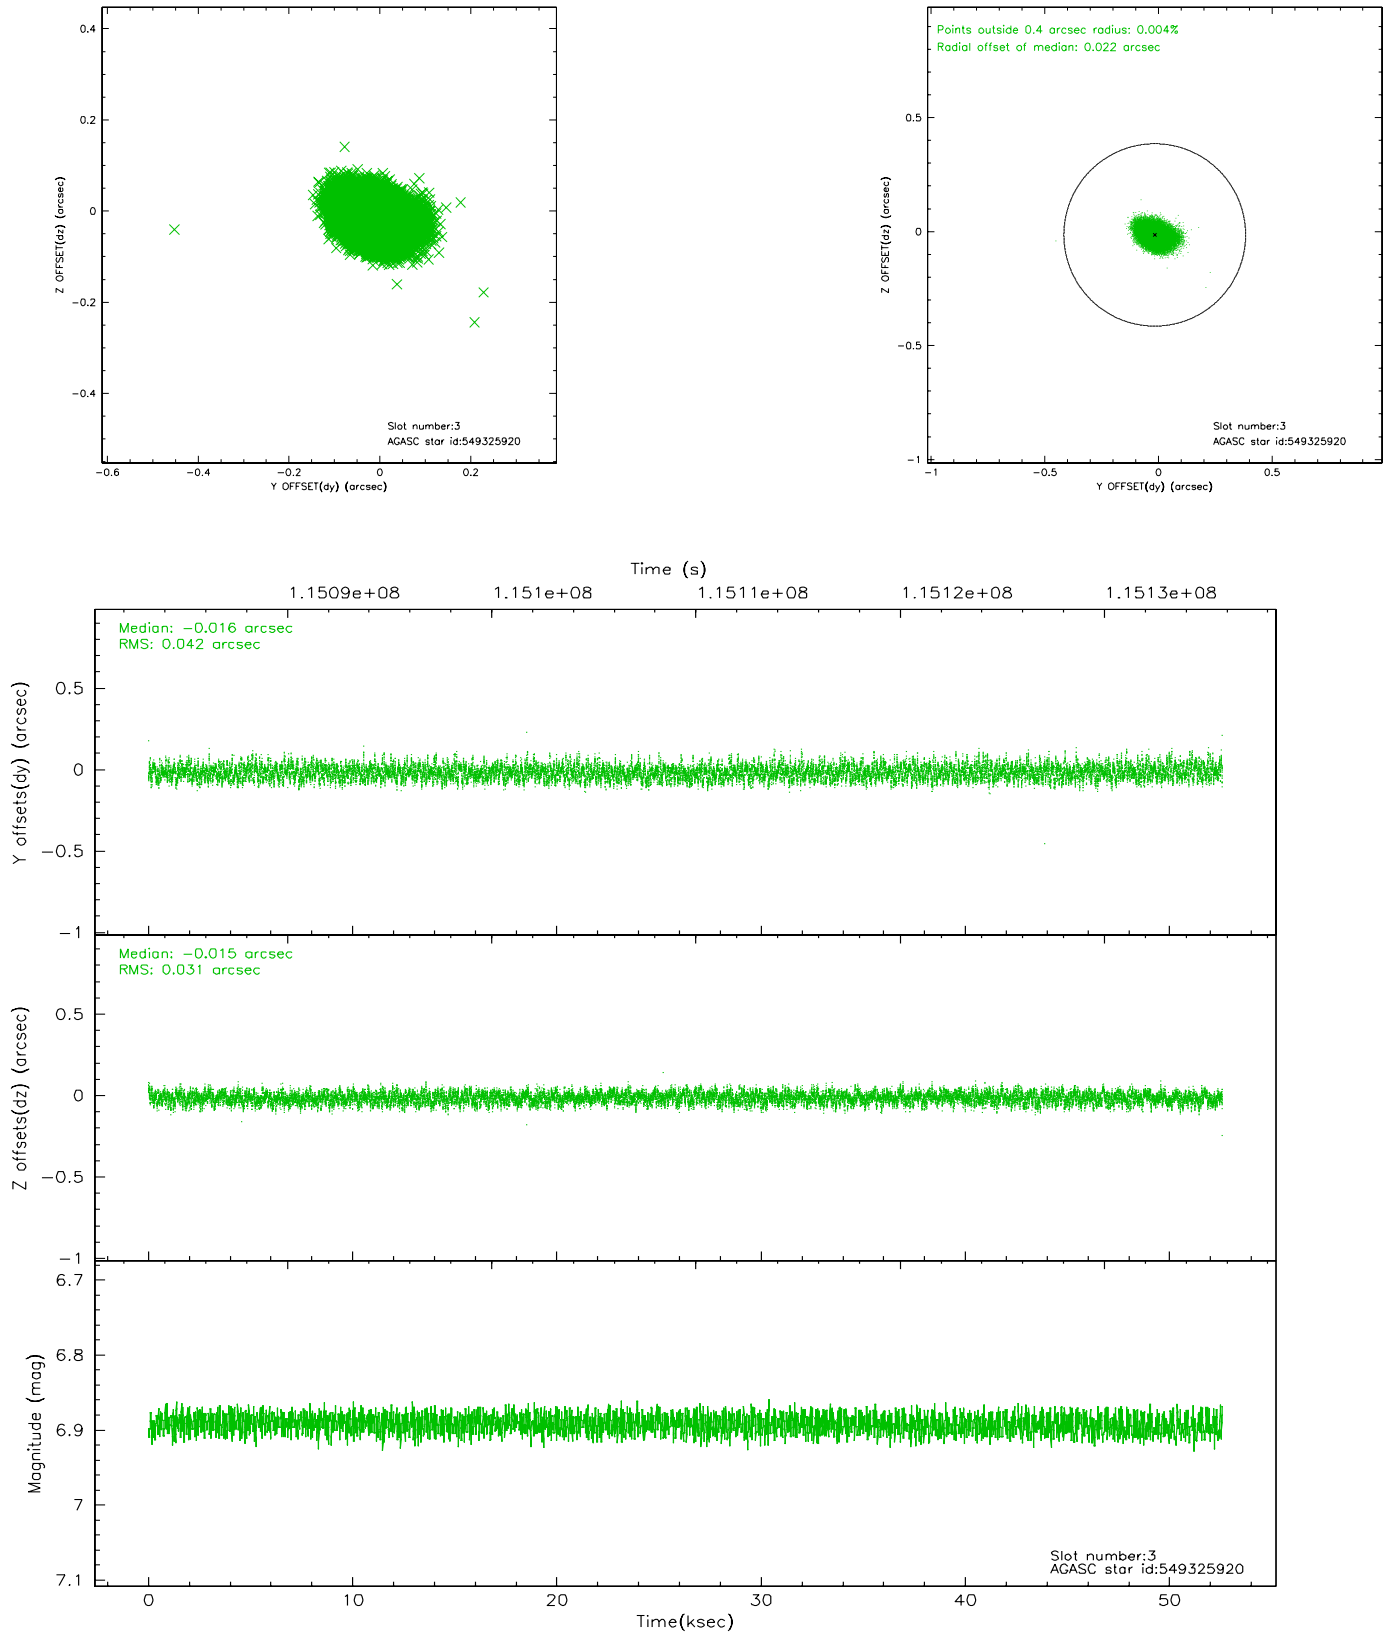 0.4
0.2
0
−0.2
−0.4
Z OFFSET(dz) (arcsec)
Slot number:3
AGASC star id:549325920
−0.6 −0.4 −0.2 0 0.2
Y OFFSET(dy) (arcsec)
Points outside 0.4 arcsec radius: 0.004%
Radial offset of median: 0.022 arcsec
0.5
0
−0.5
−1
Z OFFSET(dz) (arcsec)
Slot number:3
AGASC star id:549325920
−1 −0.5 0 0.5
Y OFFSET(dy) (arcsec)
Time (s)
1.1509e+08 1.151e+08 1.1511e+08 1.1512e+08 1.1513e+08
Median: −0.016 arcsec
RMS: 0.042 arcsec
0.5
0
−0.5
−1
Y offsets(dy) (arcsec)
Median: −0.015 arcsec
RMS: 0.031 arcsec
0.5
0
−0.5
−1
Z offsets(dz) (arcsec)
6.7
6.8
6.9
7
7.1
Magnitude (mag)
Slot number:3
AGASC star id:549325920
0 10 20 30 40 50
Time(ksec)